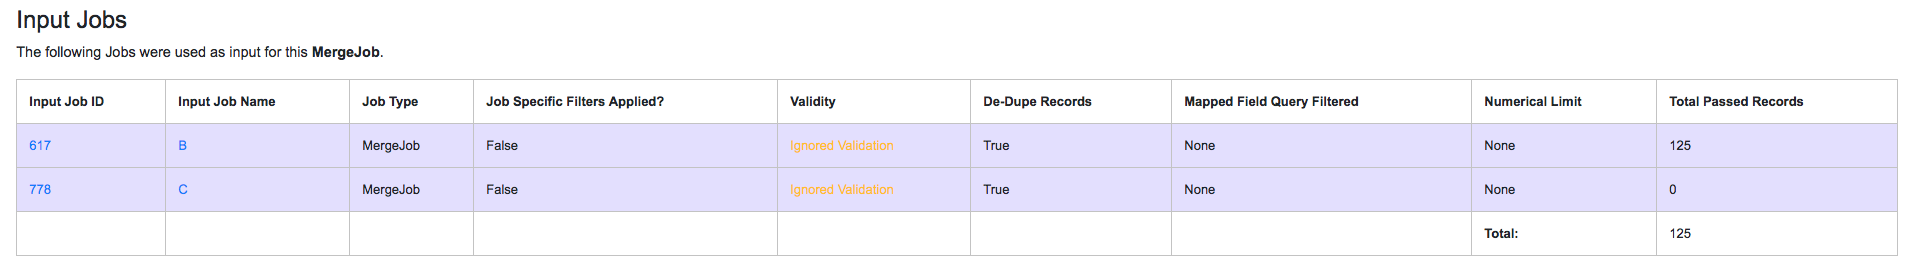 Input Jobs
The following Jobs were used as input for this MergeJob.
Input Job ID Input Job Name Job Type Job Specific Filters Applied? Validity De-Dupe Records Mapped Field Query Filtered Numerical Limit Total Passed Records
617 B MergeJob False Ignored Validation True None None 125
778 C MergeJob False Ignored Validation True None None 0
Total: 125